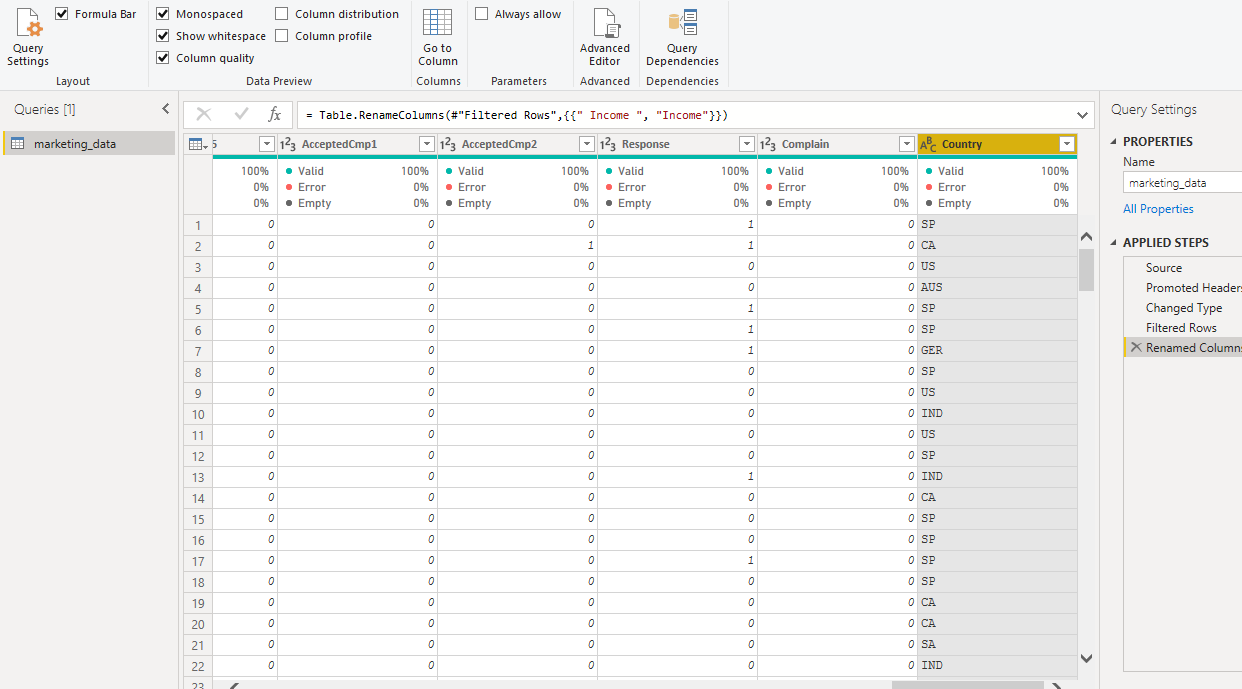 Formula Bar Monospaced Column distribution Always allow
Show whitespace Column profile
Query Settings Column quality Go to Column Advanced Editor Query Dependencies
Layout Data Preview Columns Parameters Advanced Dependencies
Queries [1] = Table.RenameColumns(#"Filtered Rows",{{" Income ", "Income"}}) Query Settings
marketing_data
5 123 AcceptedCmp1 123 AcceptedCmp2 123 Response 123 Complain ABC Country
100% Valid 100% Valid 100% Valid 100% Valid 100% Valid 100%
0% Error 0% Error 0% Error 0% Error 0% Error 0%
0% Empty 0% Empty 0% Empty 0% Empty 0% Empty 0%
1 0 0 0 1 0 SP
2 0 0 1 1 0 CA
3 0 0 0 0 0 US
4 0 0 0 0 0 AUS
5 0 0 0 1 0 SP
6 0 0 0 1 0 SP
7 0 0 0 1 0 GER
8 0 0 0 0 0 SP
9 0 0 0 0 0 US
10 0 0 0 0 0 IND
11 0 0 0 0 0 US
12 0 0 0 0 0 SP
13 0 0 0 1 0 IND
14 0 0 0 0 0 CA
15 0 0 0 0 0 SP
16 0 0 0 0 0 SP
17 0 0 0 1 0 SP
18 0 0 0 0 0 SP
19 0 0 0 0 0 CA
20 0 0 0 0 0 CA
21 0 0 0 0 0 SA
22 0 0 0 0 0 IND
23
PROPERTIES
Name
marketing_data
All Properties
APPLIED STEPS
Source
Promoted Headers
Changed Type
Filtered Rows
Renamed Columns